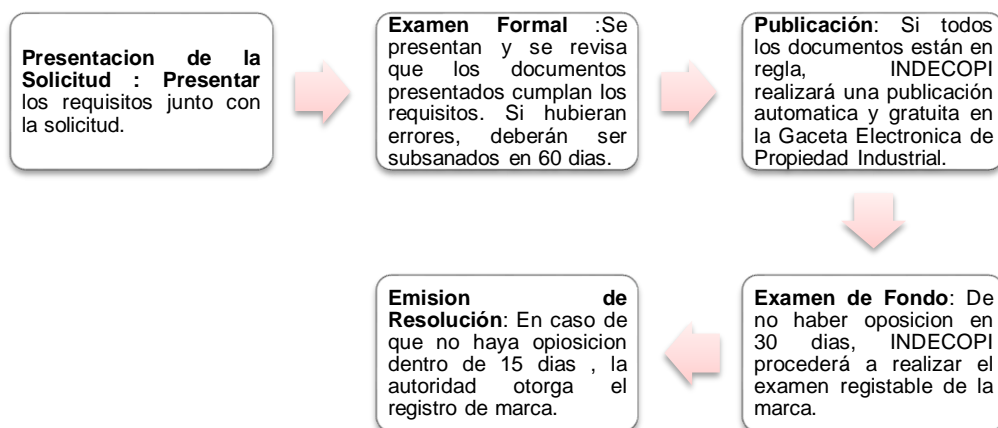 Presentacion de la
Solicitud : Presentar
los requisitos junto con
la solicitud.
Examen Formal :Se
presentan y se revisa
que los documentos
presentados cumplan los
requisitos. Si hubieran
errores, deberán ser
subsanados en 60 dias.
Publicación: Si todos
los documentos están en
regla, INDECOPI
realizará una publicación
automatica y gratuita en
la Gaceta Electronica de
Propiedad Industrial.
Examen de Fondo: De
no haber oposicion en
30 dias, INDECOPI
procederá a realizar el
examen registable de la
marca.
Emision de
Resolución: En caso de
que no haya opiosicion
dentro de 15 dias , la
autoridad otorga el
registro de marca.